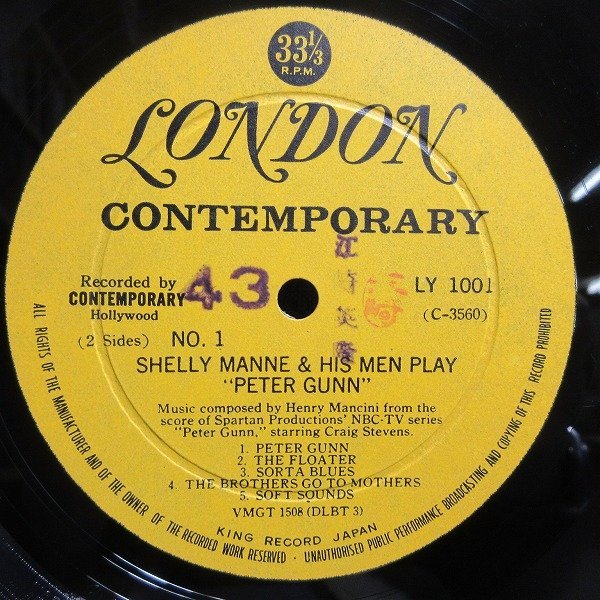 33⅓
R.P.M.
LONDON
CONTEMPORARY
Recorded by
CONTEMPORARY
Hollywood
43
LY 1001
(C-3560)
(2 Sides) NO. 1
SHELLY MANNE & HIS MEN PLAY
"PETER GUNN"
Music composed by Henry Mancini from the
score of Spartan Productions' NBC-TV series
"Peter Gunn," starring Craig Stevens.
1. PETER GUNN
2. THE FLOATER
3. SORTA BLUES
4. THE BROTHERS GO TO MOTHERS
5. SOFT SOUNDS
VMGT 1508 (DLBT 3)
KING RECORD JAPAN
ALL RIGHTS OF THE MANUFACTURER AND OF THE OWNER OF THE RECORDED WORK RESERVED · UNAUTHORISED PUBLIC PERFORMANCE BROADCASTING AND COPYING OF THIS RECORD PROHIBITED